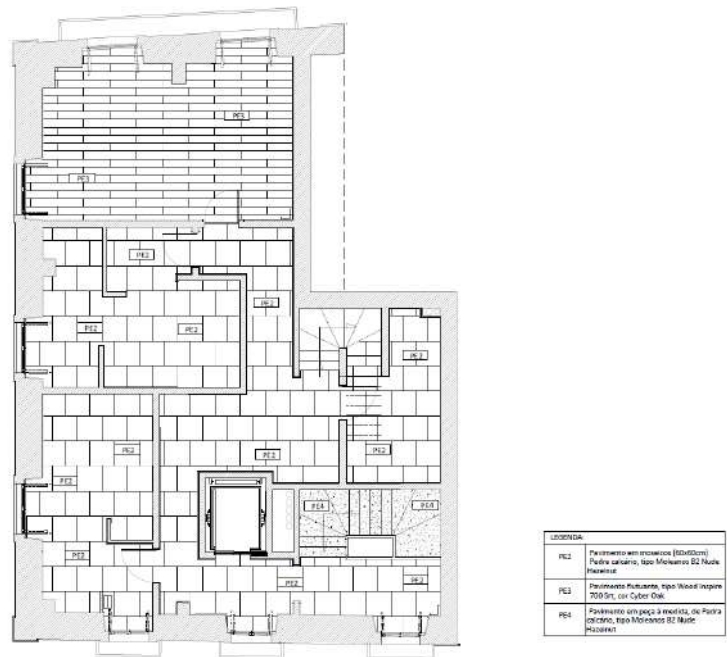 PE3
PE3
PE2
PE2
PE2
PE2
PE2
PE2
PE2
PE2
PE2
PE2
PE4
PE4
PE2
PE2
PE2
LEGENDA:
PE2 Pavimento em mosaicos (60x60cm)
Pedra calcário, tipo Moleanos B2 Nude
Hazelnut
PE3 Pavimento flutuante, tipo Wood Inspire
700 Srt, cor Cyber Oak
PE4 Pavimento em peça à medida, de Pedra
calcário, tipo Moleanos B2 Nude
Hazelnut